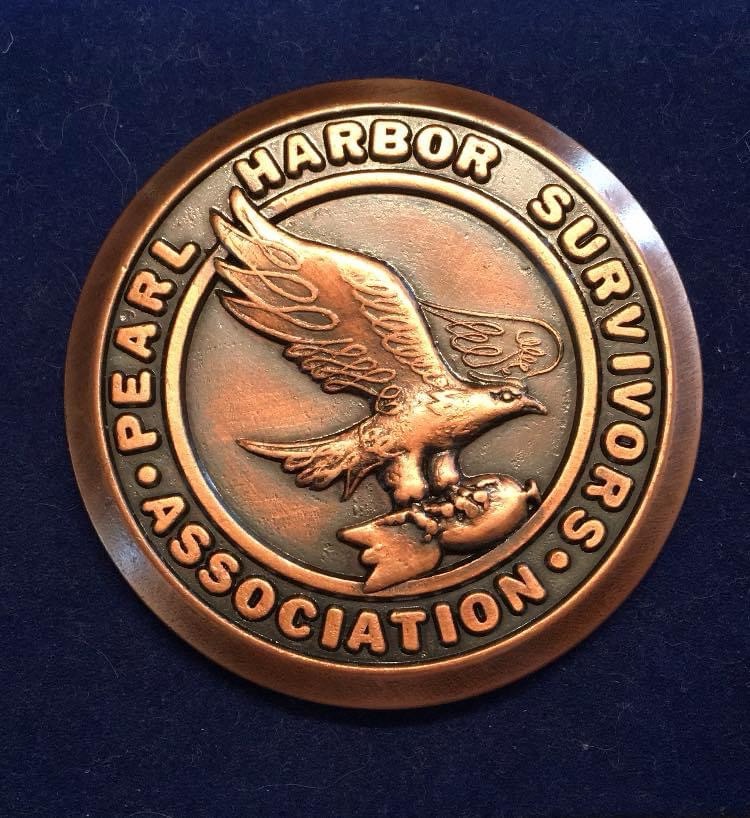 • PEARL HARBOR SURVIVORS •
ASSOCIATION